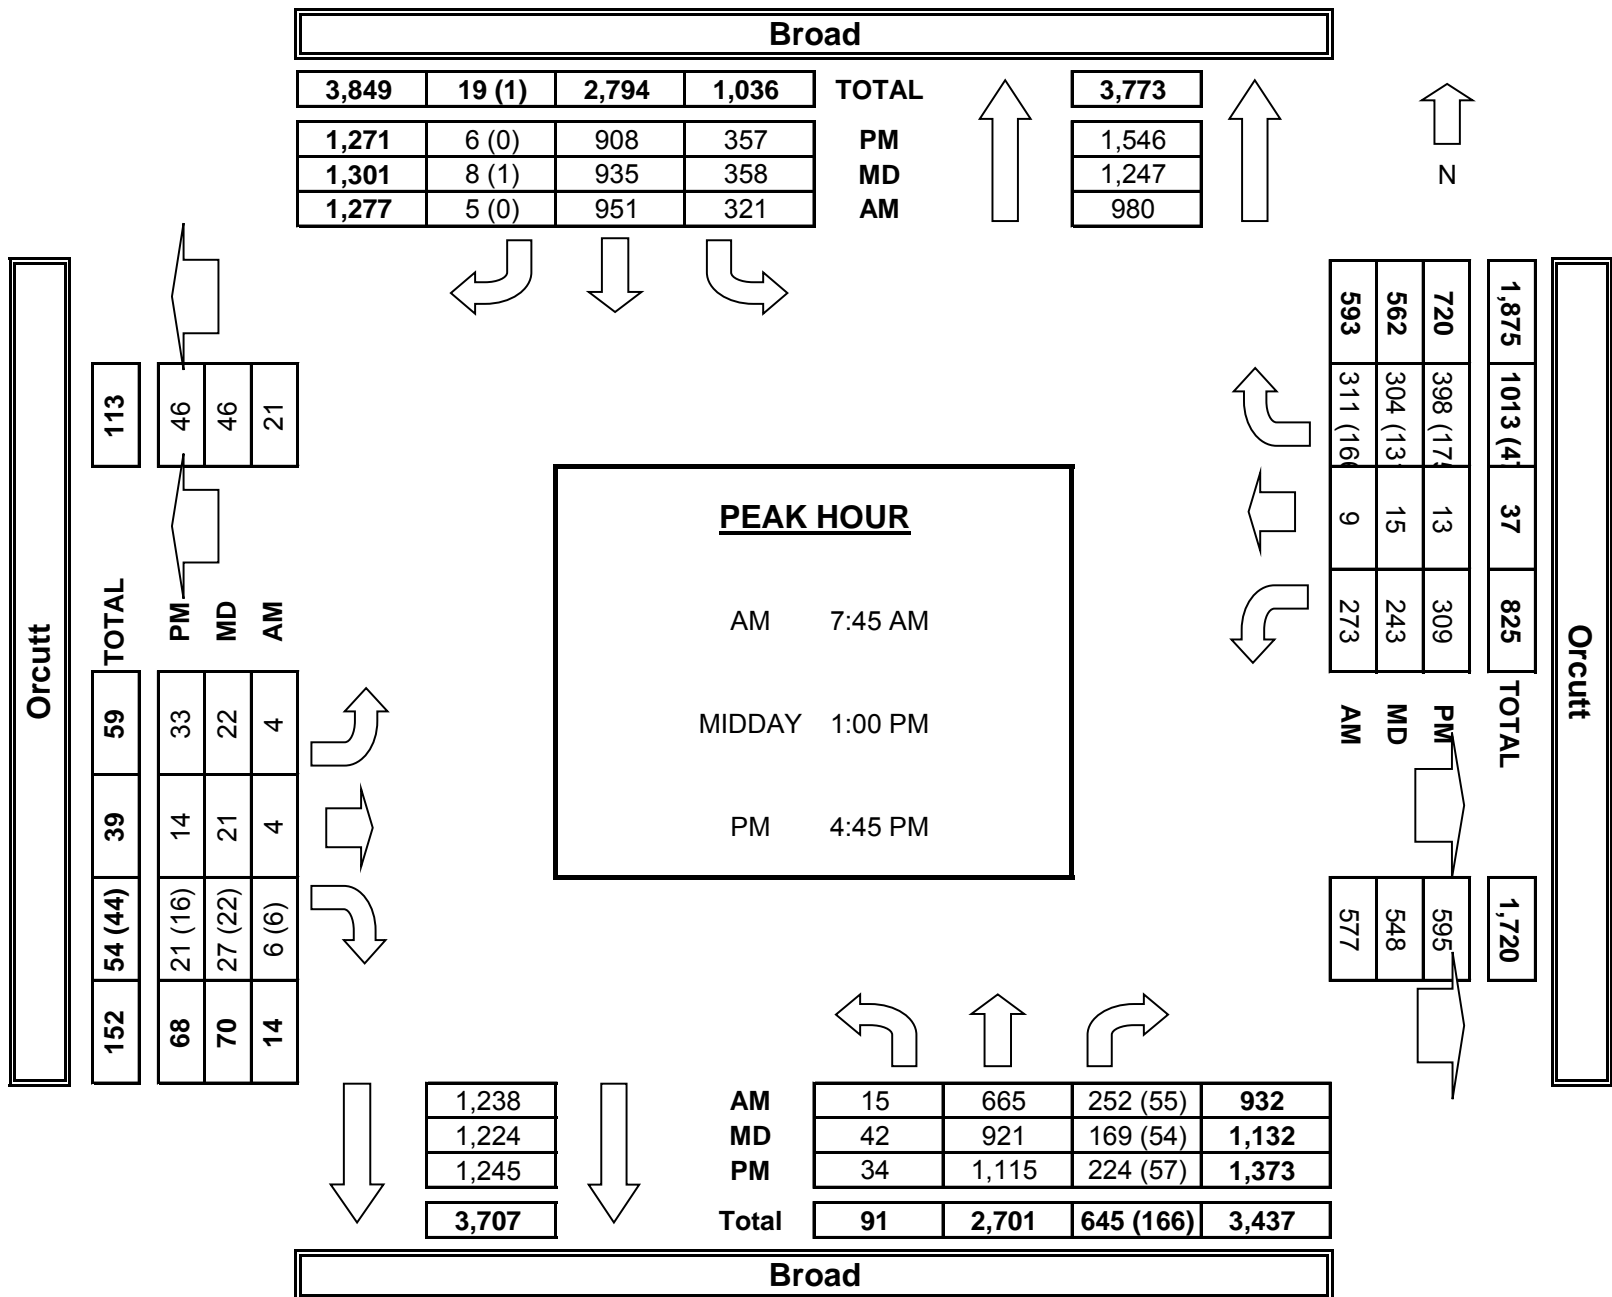 Broad
3,849 19 (1) 2,794 1,036 TOTAL 3,773
1,271 6 (0) 908 357 PM 1,546
1,301 8 (1) 935 358 MD 1,247
1,277 5 (0) 951 321 AM 980
N
Orcutt
113
46
46
21
TOTAL
PM
MD
AM
59 39 54 (44) 152
33 14 21 (16) 68
22 21 27 (22) 70
4 4 6 (6) 14
PEAK HOUR
AM 7:45 AM
MIDDAY 1:00 PM
PM 4:45 PM
1,875 1013 (4 37 825 TOTAL 1,720
720 398 (17 13 309 PM 595
562 304 (13 15 243 MD 548
593 311 (16 9 273 AM 577
Orcutt
1,238 AM 15 665 252 (55) 932
1,224 MD 42 921 169 (54) 1,132
1,245 PM 34 1,115 224 (57) 1,373
3,707 Total 91 2,701 645 (166) 3,437
Broad